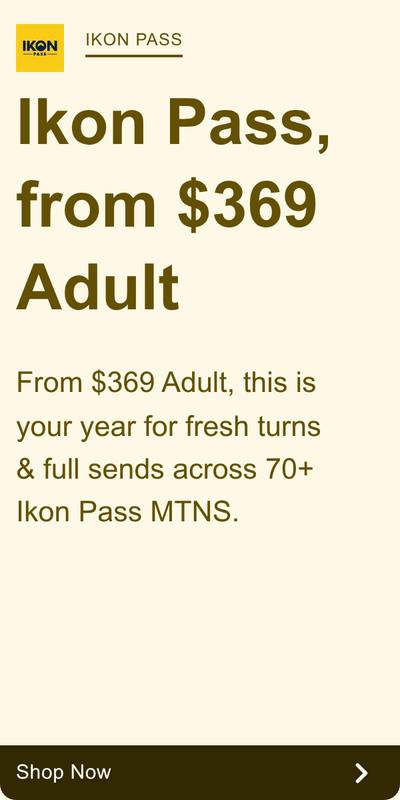 IKON
PASS
IKON PASS
Ikon Pass,
from $369
Adult
From $369 Adult, this is
your year for fresh turns
& full sends across 70+
Ikon Pass MTNS.
Shop Now